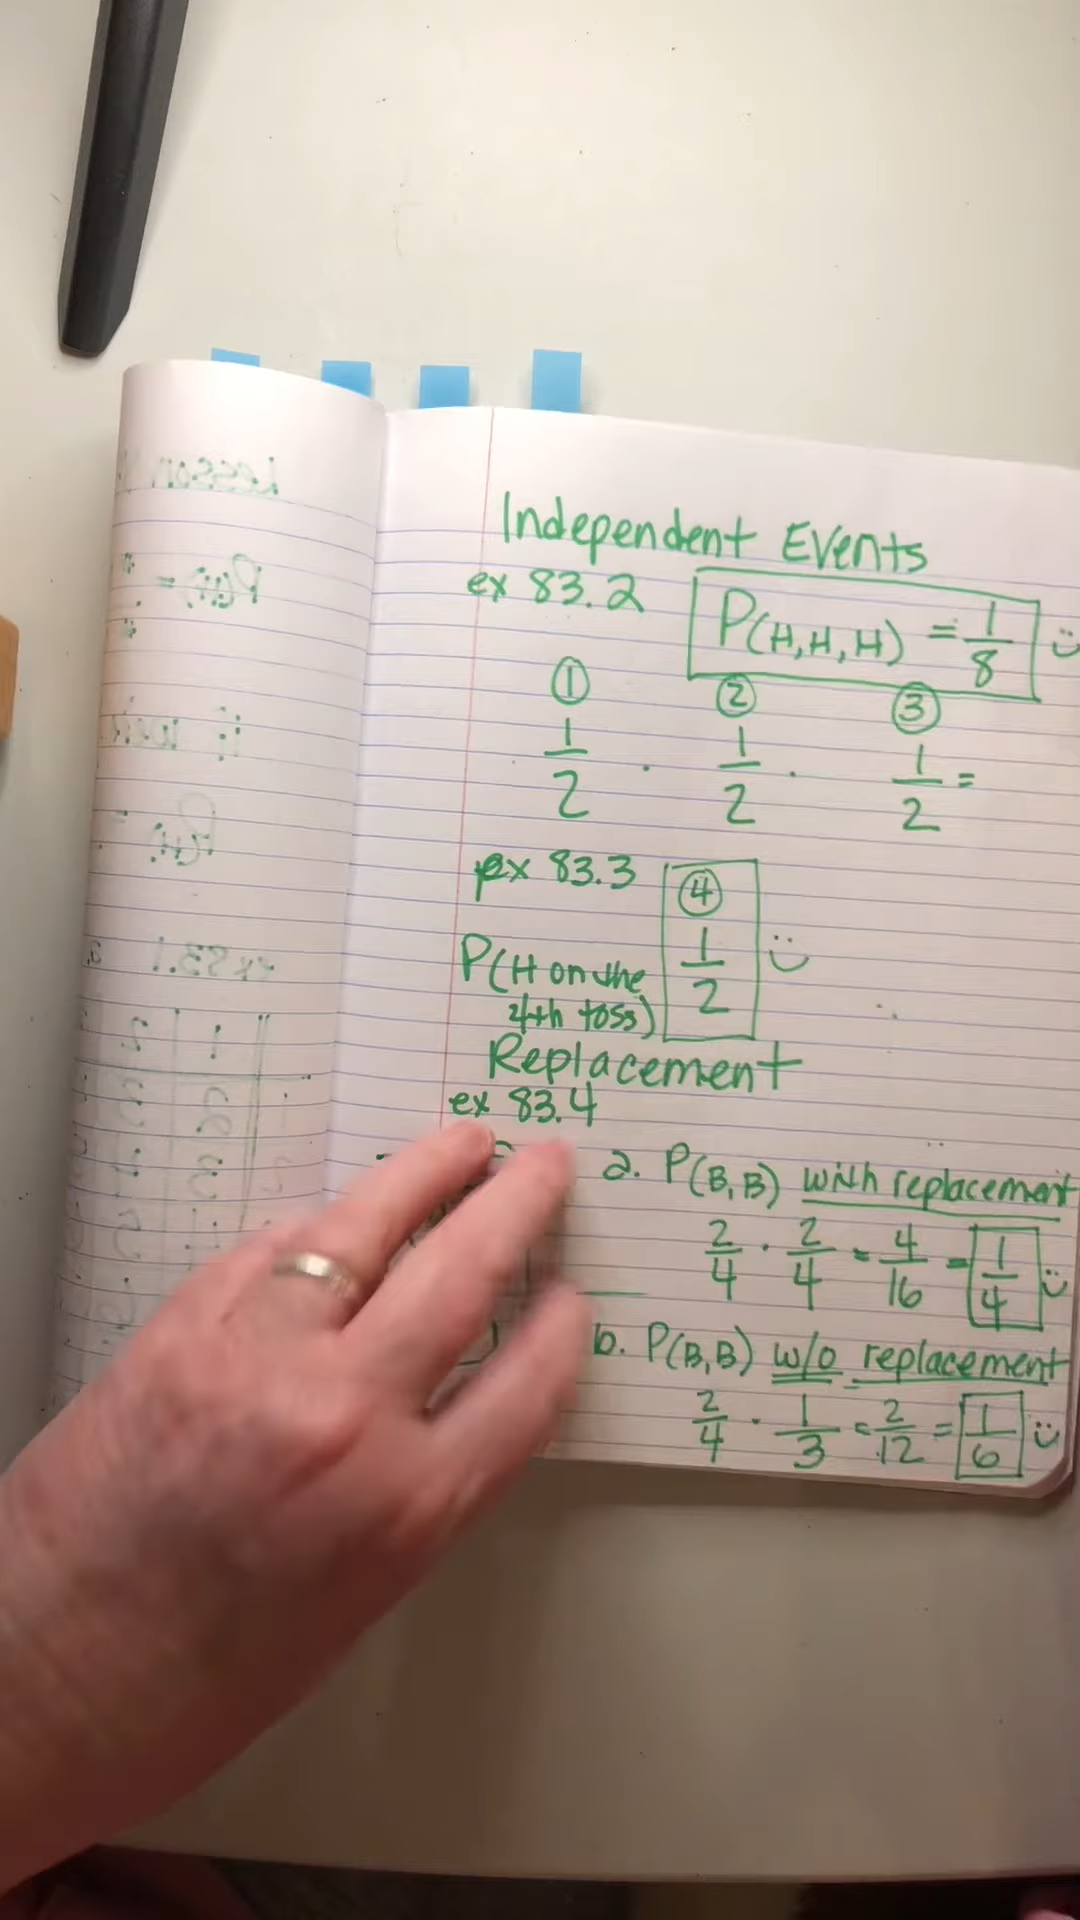 Independent Events
ex 83.2
P(H,H,H) = 1/8
① ② ③
1/2 · 1/2 · 1/2 =
ex 83.3
④
P(H on the 4th toss) 1/2
Replacement
ex 83.4
a. P(B,B) with replacement
2/4 · 2/4 = 4/16 = 1/4
b. P(B,B) w/o replacement
2/4 · 1/3 = 2/12 = 1/6